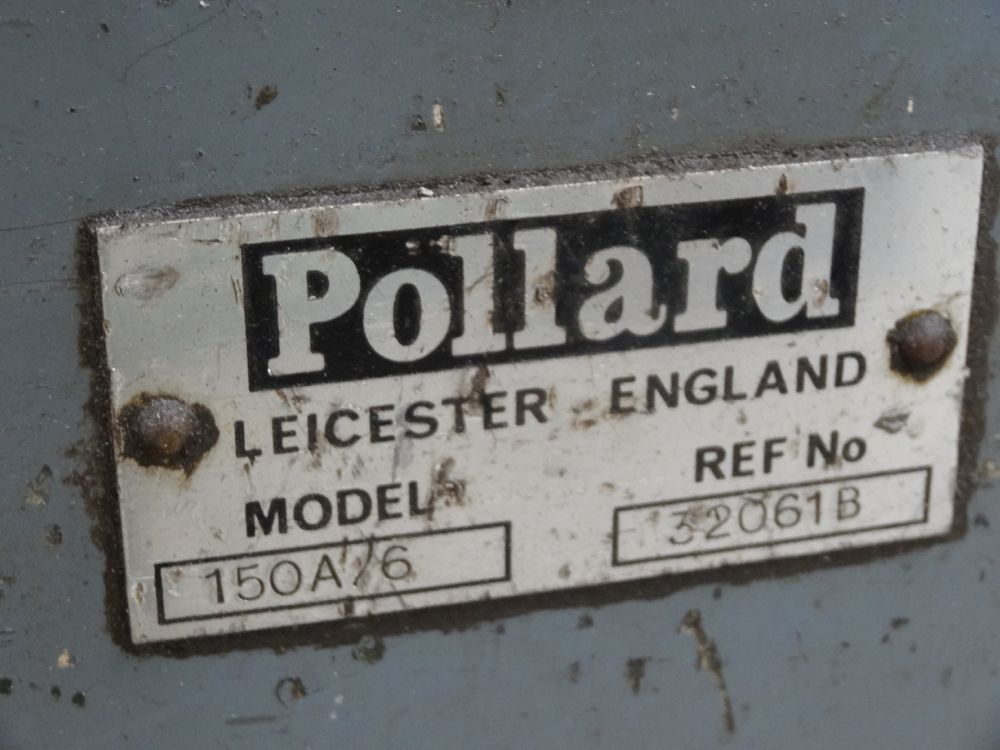 Pollard
LEICESTER ENGLAND
MODEL REF No
150A/6 32061B